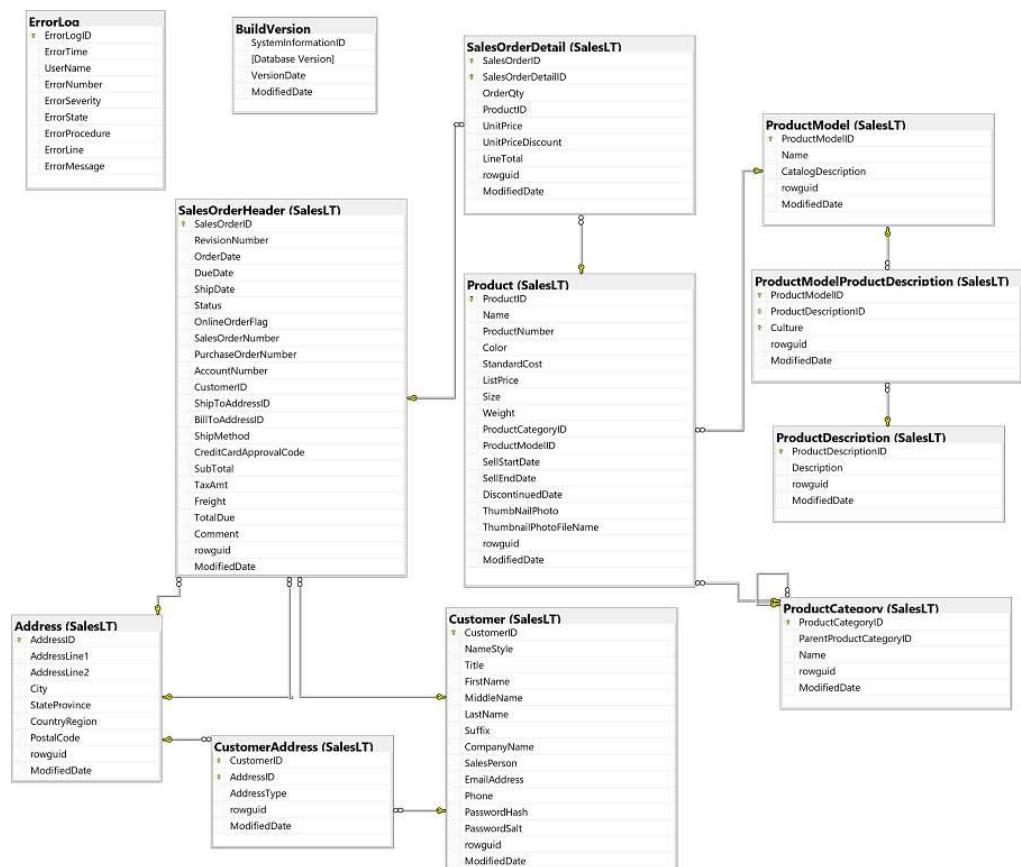 ErrorLog
ErrorLogID
ErrorTime
UserName
ErrorNumber
ErrorSeverity
ErrorState
ErrorProcedure
ErrorLine
ErrorMessage
BuildVersion
SystemInformationID
[Database Version]
VersionDate
ModifiedDate
SalesOrderDetail (SalesLT)
SalesOrderID
SalesOrderDetailID
OrderQty
ProductID
UnitPrice
UnitPriceDiscount
LineTotal
rowguid
ModifiedDate
ProductModel (SalesLT)
ProductModelID
Name
CatalogDescription
rowguid
ModifiedDate
SalesOrderHeader (SalesLT)
SalesOrderID
RevisionNumber
OrderDate
DueDate
ShipDate
Status
OnlineOrderFlag
SalesOrderNumber
PurchaseOrderNumber
AccountNumber
CustomerID
ShipToAddressID
BillToAddressID
ShipMethod
CreditCardApprovalCode
SubTotal
TaxAmt
Freight
TotalDue
Comment
rowguid
ModifiedDate
Product (SalesLT)
ProductID
Name
ProductNumber
Color
StandardCost
ListPrice
Size
Weight
ProductCategoryID
ProductModelID
SellStartDate
SellEndDate
DiscontinuedDate
ThumbNailPhoto
ThumbnailPhotoFileName
rowguid
ModifiedDate
ProductModelProductDescription (SalesLT)
ProductModelID
ProductDescriptionID
Culture
rowguid
ModifiedDate
ProductDescription (SalesLT)
ProductDescriptionID
Description
rowguid
ModifiedDate
ProductCategory (SalesLT)
ProductCategoryID
ParentProductCategoryID
Name
rowguid
ModifiedDate
Address (SalesLT)
AddressID
AddressLine1
AddressLine2
City
StateProvince
CountryRegion
PostalCode
rowguid
ModifiedDate
CustomerAddress (SalesLT)
CustomerID
AddressID
AddressType
rowguid
ModifiedDate
Customer (SalesLT)
CustomerID
NameStyle
Title
FirstName
MiddleName
LastName
Suffix
CompanyName
SalesPerson
EmailAddress
Phone
PasswordHash
PasswordSalt
rowguid
ModifiedDate